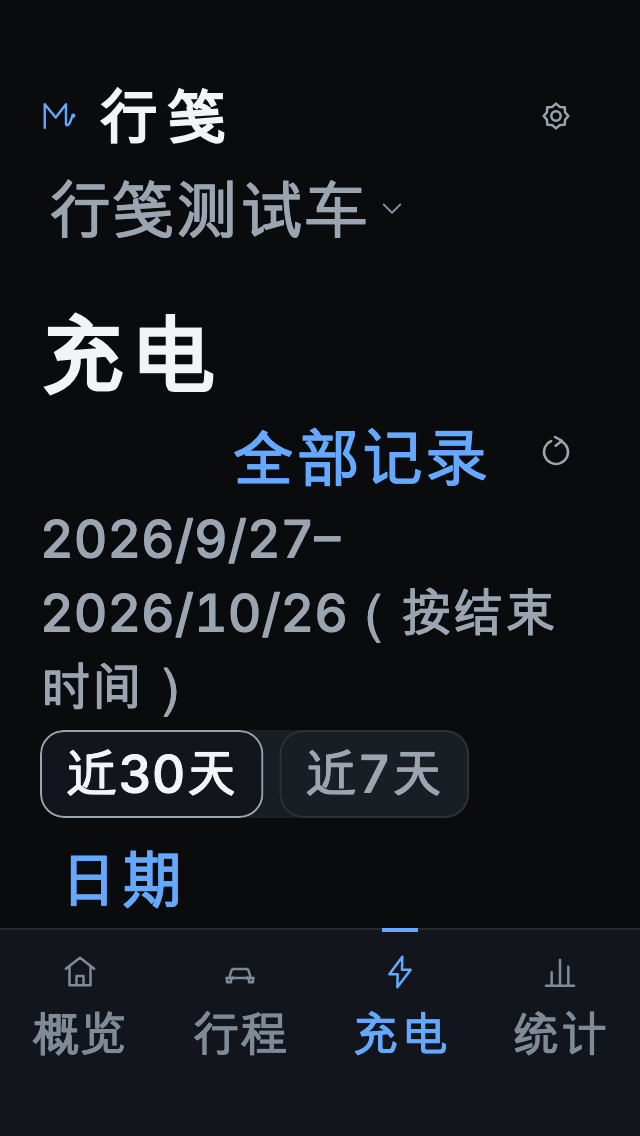 行笺
行笺测试车
充电
全部记录
2026/9/27–
2026/10/26（按结束
时间）
近30天 近7天
日期
概览 行程 充电 统计